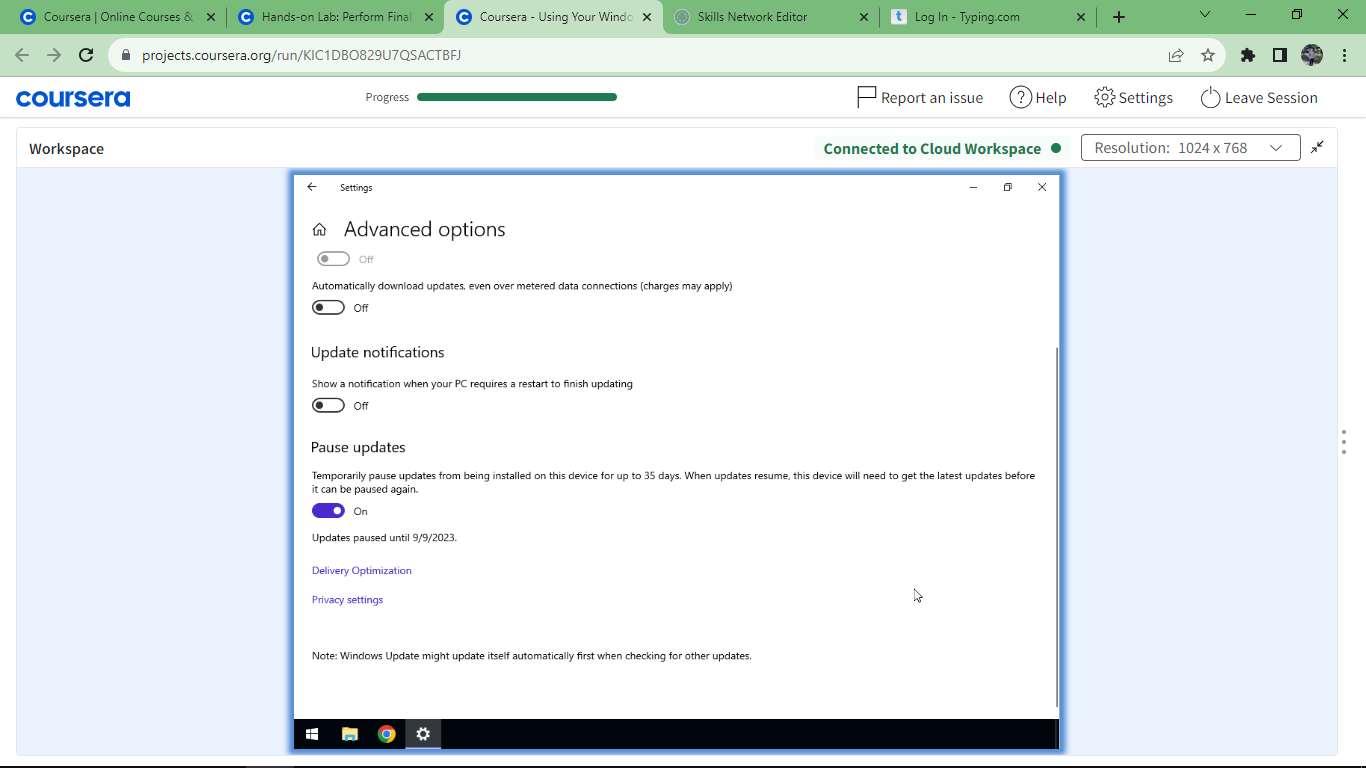 Coursera | Online Courses &
Hands-on Lab: Perform Final
Coursera - Using Your Windo
Skills Network Editor
Log In - Typing.com
projects.coursera.org/run/KIC1DBO829U7QSACTBFJ
coursera
Progress
Report an issue
Help
Settings
Leave Session
Workspace
Connected to Cloud Workspace
Resolution: 1024 x 768
Settings
Advanced options
Off
Automatically download updates, even over metered data connections (charges may apply)
Off
Update notifications
Show a notification when your PC requires a restart to finish updating
Off
Pause updates
Temporarily pause updates from being installed on this device for up to 35 days. When updates resume, this device will need to get the latest updates before
it can be paused again.
On
Updates paused until 9/9/2023.
Delivery Optimization
Privacy settings
Note: Windows Update might update itself automatically first when checking for other updates.